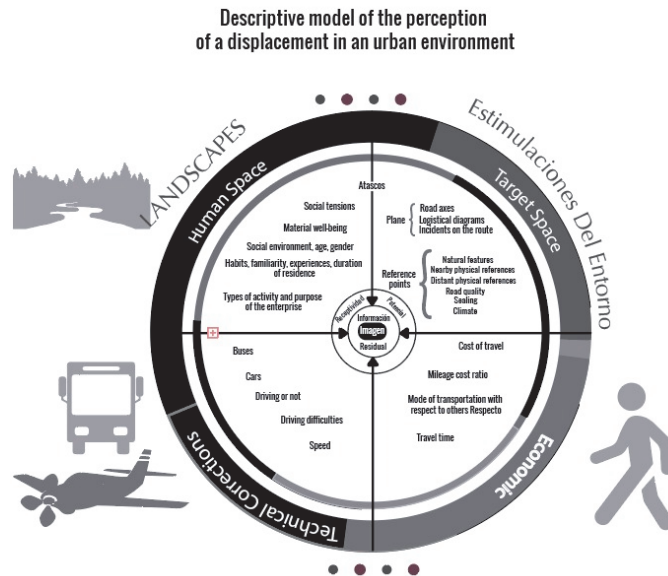 Descriptive model of the perception
of a displacement in an urban environment
LANDSCAPES
Estimulaciones Del Entorno
Human Space
Target Space
Atascos
Social tensions
Material well-being
Social environment, age, gender
Habits, familiarity, experiences, duration
of residence
Types of activity and purpose
of the enterprise
Plane
Road axes
Logistical diagrams
Incidents on the route
Reference
points
Natural features
Nearby physical references
Distant physical references
Road quality
Sealing
Climate
Receptividad
Potential
Información
Imagen
Residual
Buses
Cars
Driving or not
Driving difficulties
Speed
Cost of travel
Mileage cost ratio
Mode of transportation with
respect to others Respecto
Travel time
Technical Corrections
Economic